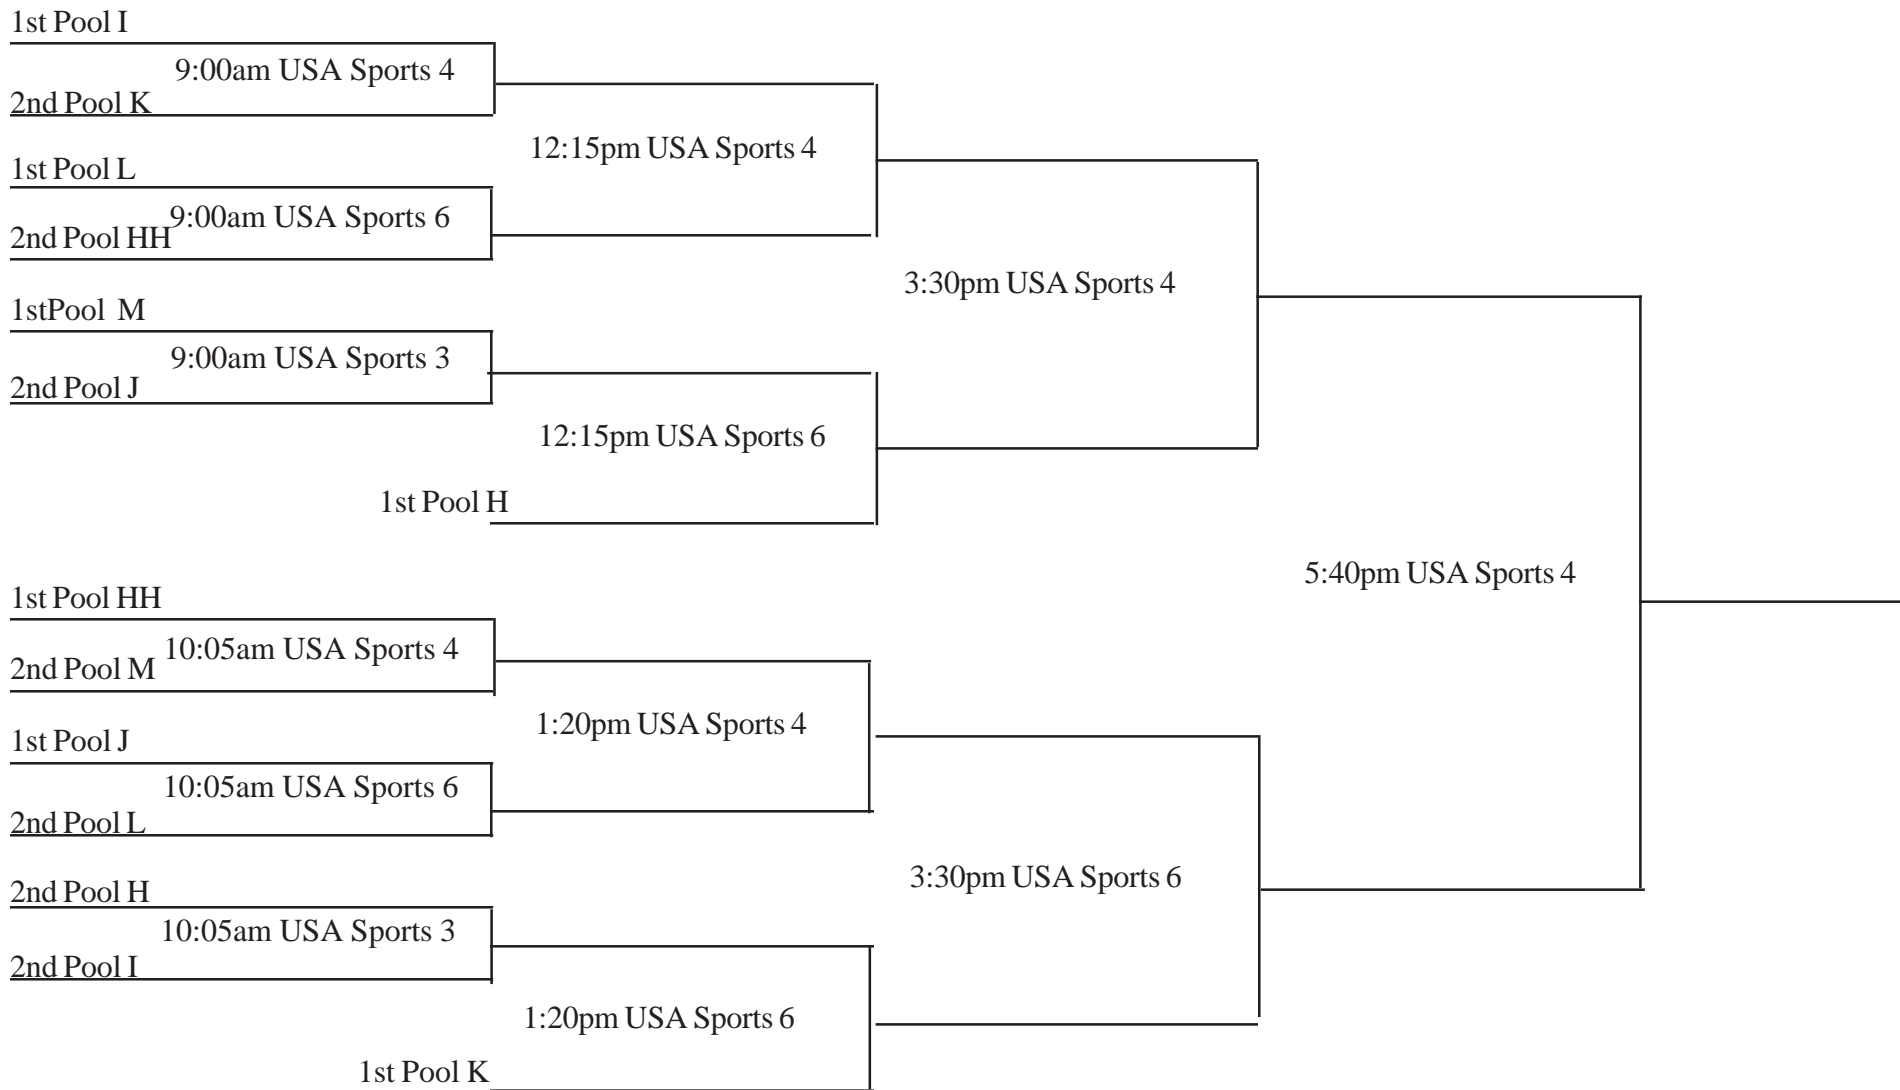 1st Pool I
9:00am USA Sports 4
2nd Pool K
12:15pm USA Sports 4
1st Pool L
9:00am USA Sports 6
2nd Pool HH
3:30pm USA Sports 4
1stPool  M
9:00am USA Sports 3
2nd Pool J
12:15pm USA Sports 6
1st Pool H
5:40pm USA Sports 4
1st Pool HH
10:05am USA Sports 4
2nd Pool M
1:20pm USA Sports 4
1st Pool J
10:05am USA Sports 6
2nd Pool L
3:30pm USA Sports 6
2nd Pool H
10:05am USA Sports 3
2nd Pool I
1:20pm USA Sports 6
1st Pool K